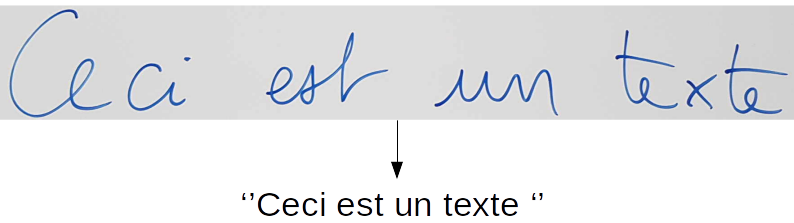 Ceci est un texte
‘’Ceci est un texte ‘’